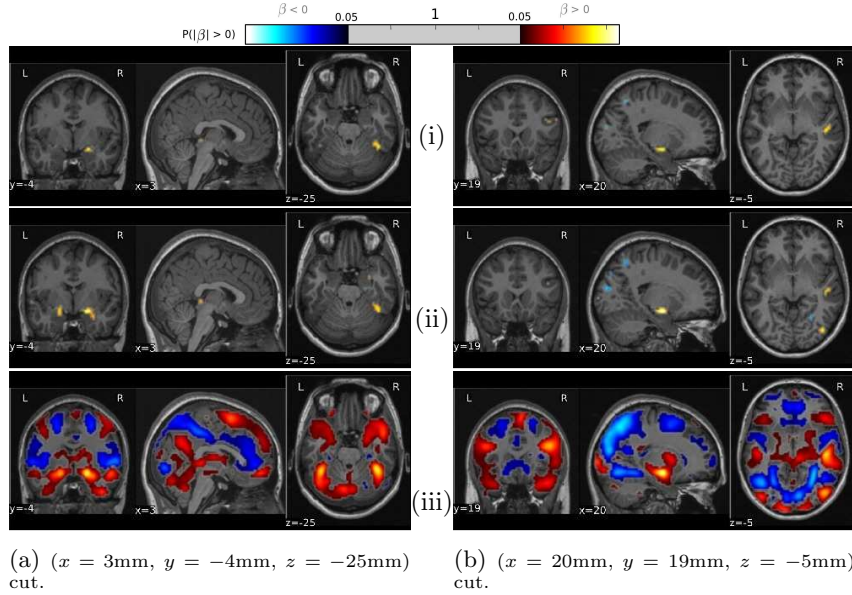 β < 0 0.05 1 0.05 β > 0
P(|β| > 0)
L R L R L R L R
y=-4 x=3 z=-25 (i) y=19 x=20 z=-5
L R L R L R L R
y=-4 x=3 z=-25 (ii) y=19 x=20 z=-5
L R L R L R L R
y=-4 x=3 z=-25 (iii) y=19 x=20 z=-5
(a) (x = 3mm, y = −4mm, z = −25mm) cut.
(b) (x = 20mm, y = 19mm, z = −5mm) cut.